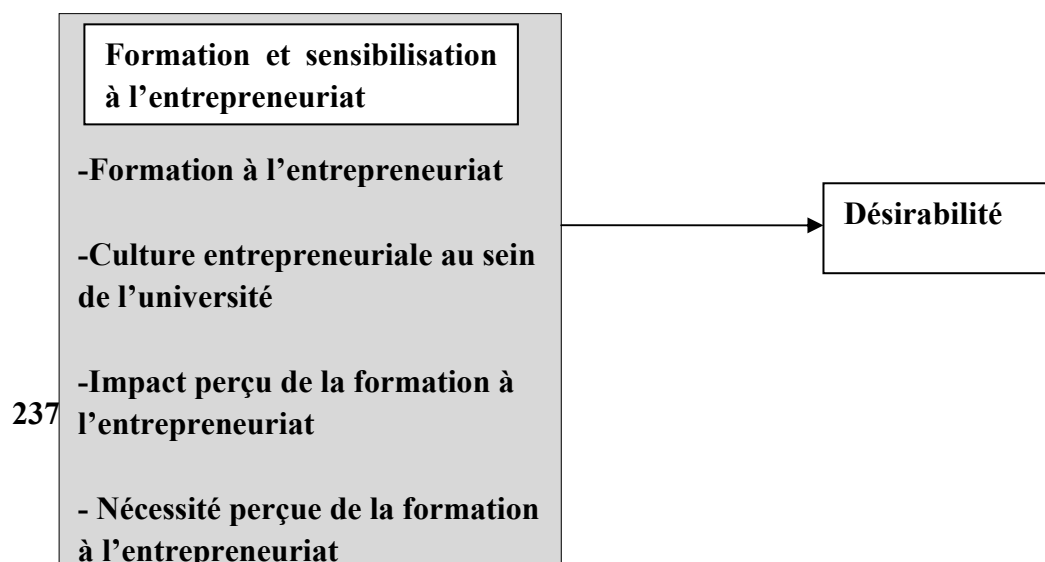 Formation et sensibilisation
à l’entrepreneuriat
-Formation à l’entrepreneuriat
Désirabilité
-Culture entrepreneuriale au sein
de l’université
-Impact perçu de la formation à
l’entrepreneuriat
237
- Nécessité perçue de la formation
à l’entrepreneuriat